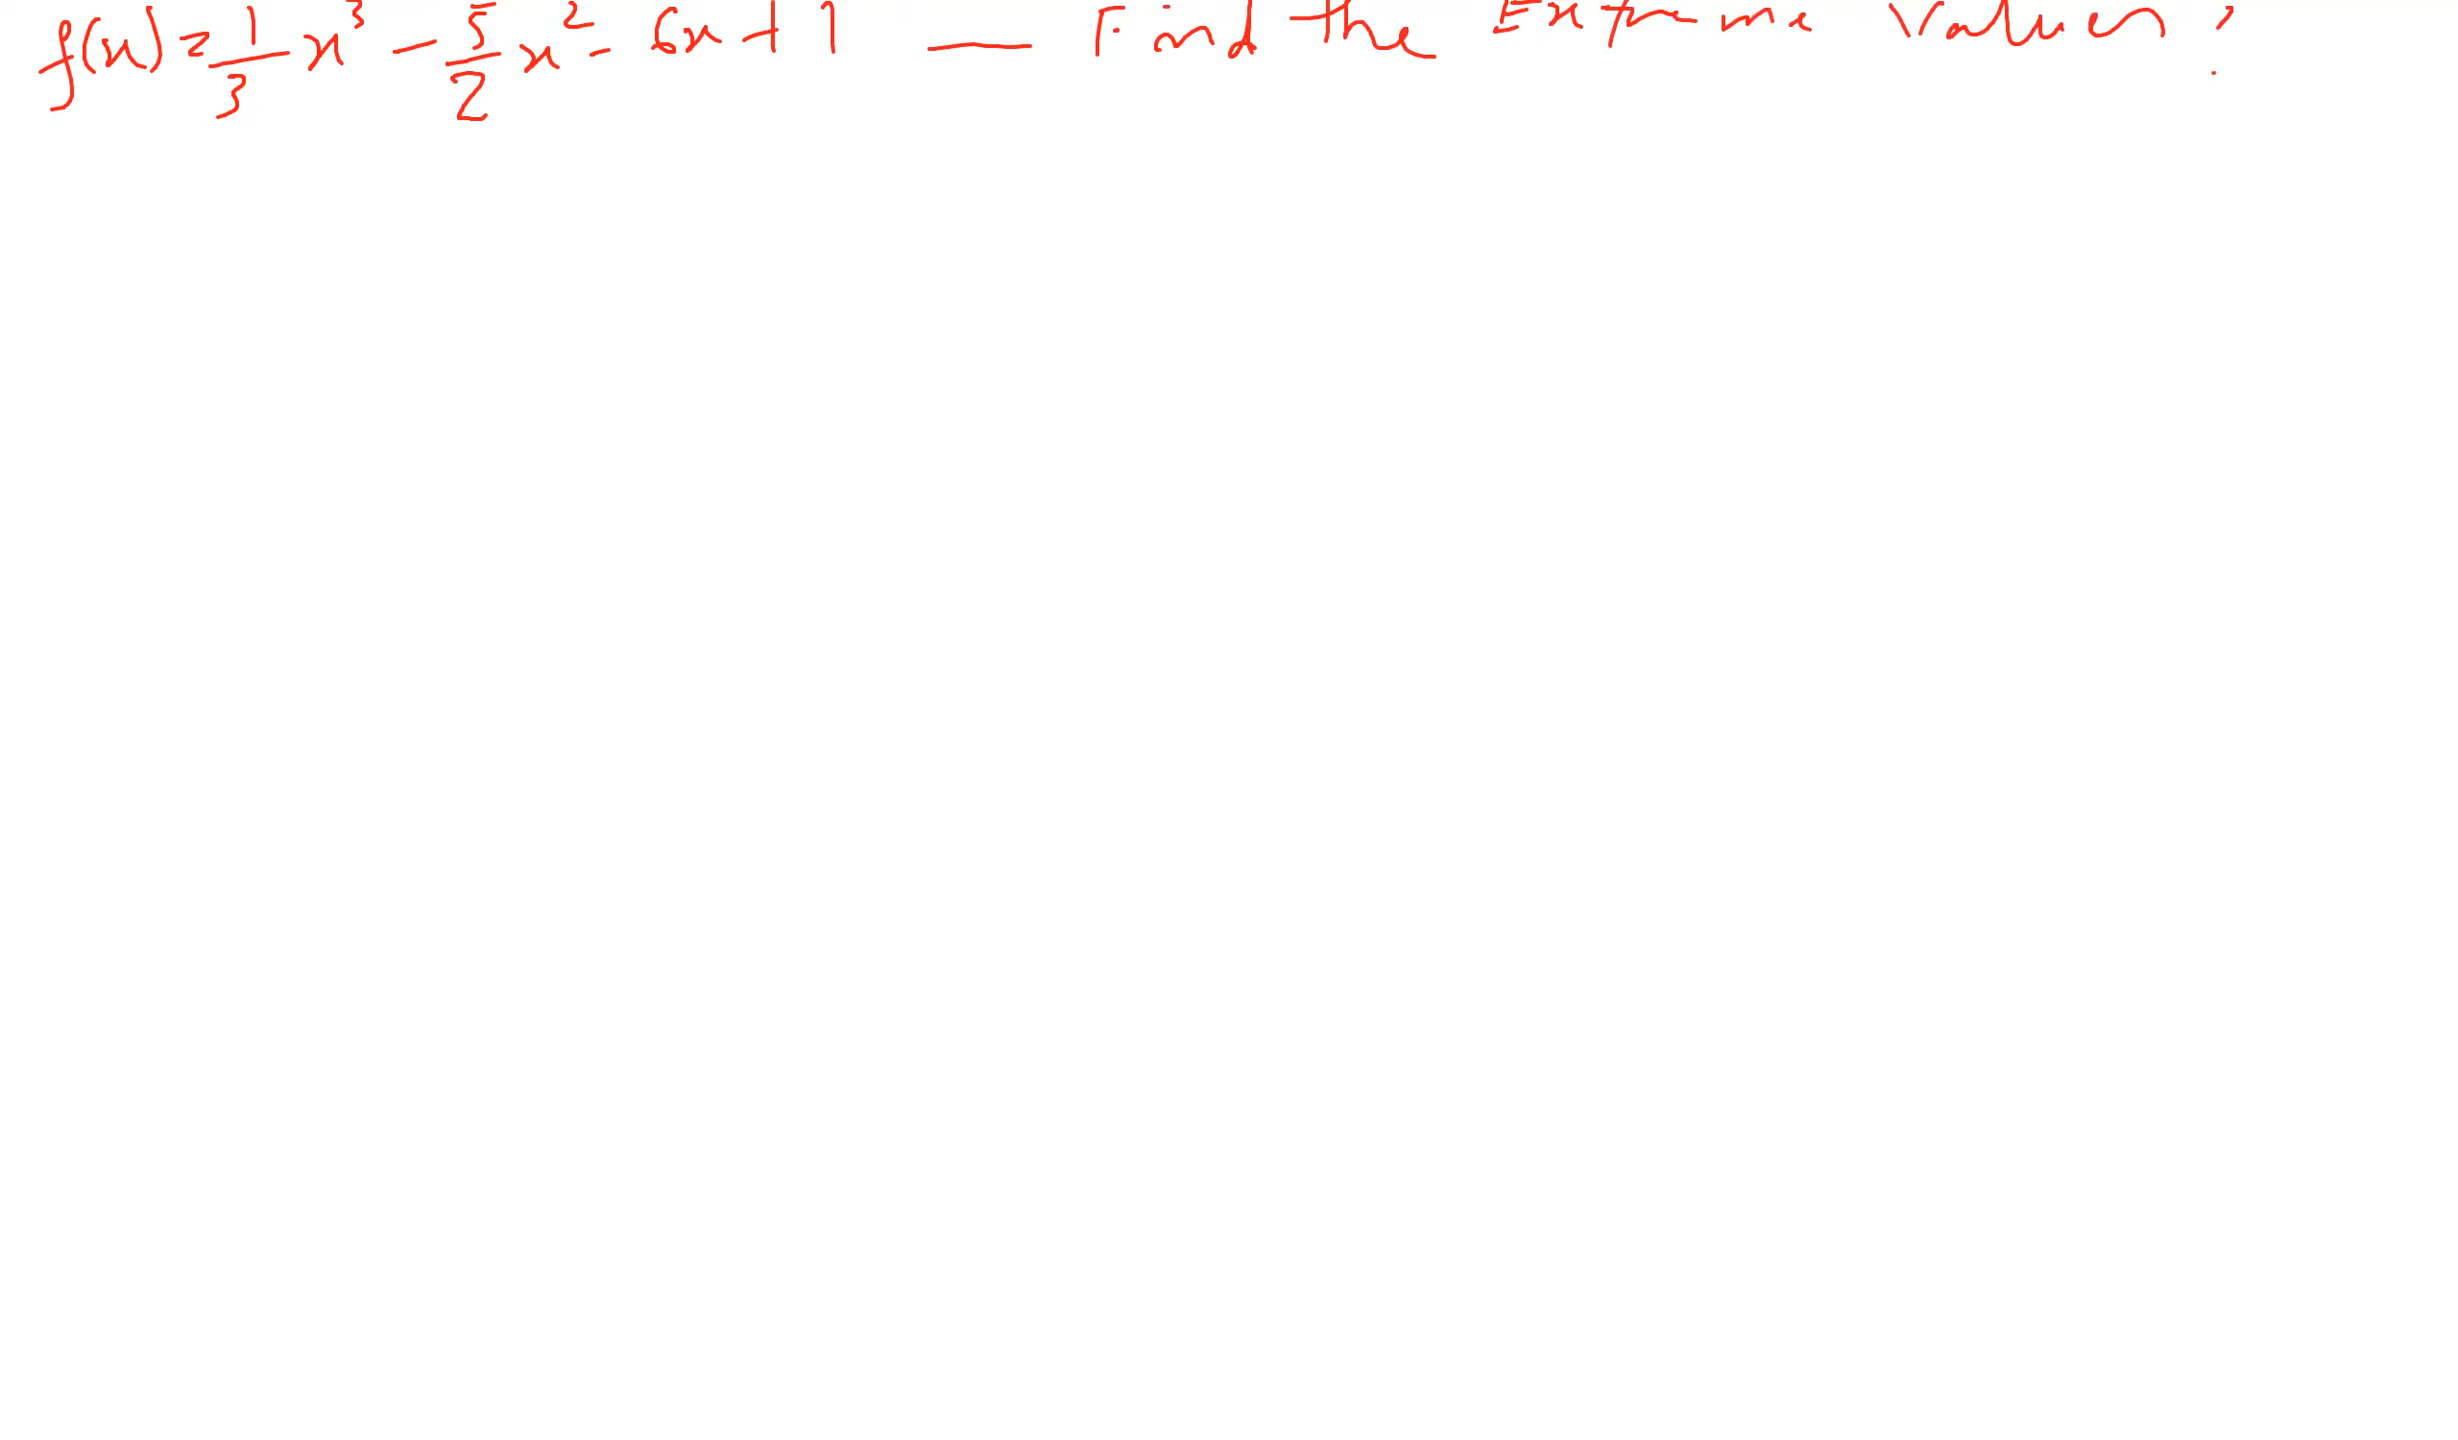 f(x) = 1/3 x³ - 5/2 x² - 6x + 1 — Find the Extreme Values ?